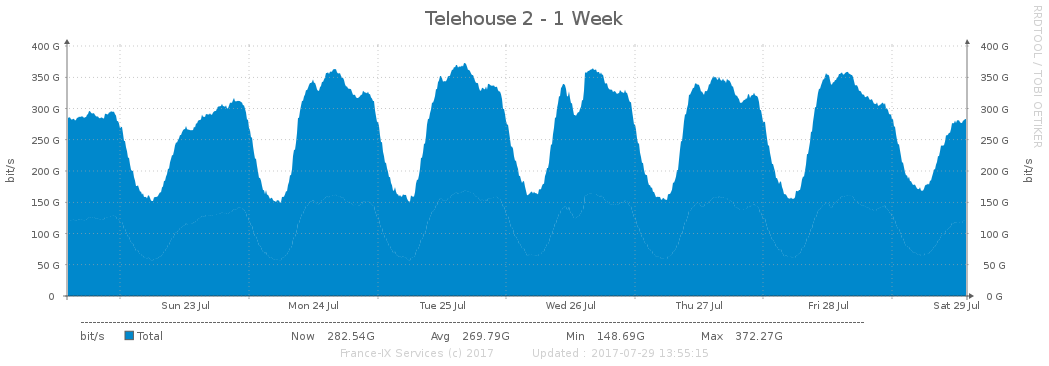 Telehouse 2 - 1 Week
RRDTOOL / TOBI OETIKER
400 G 400 G
350 G 350 G
300 G 300 G
250 G 250 G
200 G 200 G
150 G 150 G
100 G 100 G
50 G 50 G
0 0 G
bit/s bit/s
Sun 23 Jul Mon 24 Jul Tue 25 Jul Wed 26 Jul Thu 27 Jul Fri 28 Jul Sat 29 Jul
bit/s Total Now 282.54G Avg 269.79G Min 148.69G Max 372.27G
France-IX Services (c) 2017 Updated : 2017-07-29 13:55:15